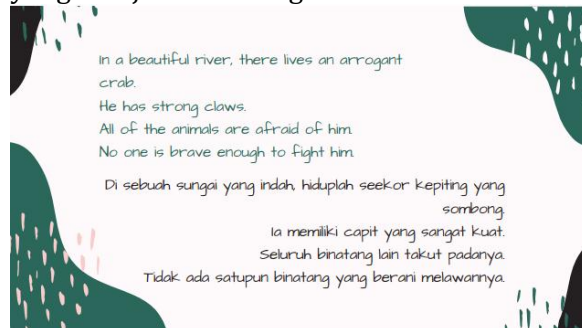 In a beautiful river, there lives an arrogant
crab.
He has strong claws.
All of the animals are afraid of him.
No one is brave enough to fight him.
Di sebuah sungai yang indah, hiduplah seekor kepiting yang
sombong.
Ia memiliki capit yang sangat kuat.
Seluruh binatang lain takut padanya.
Tidak ada satupun binatang yang berani melawannya.